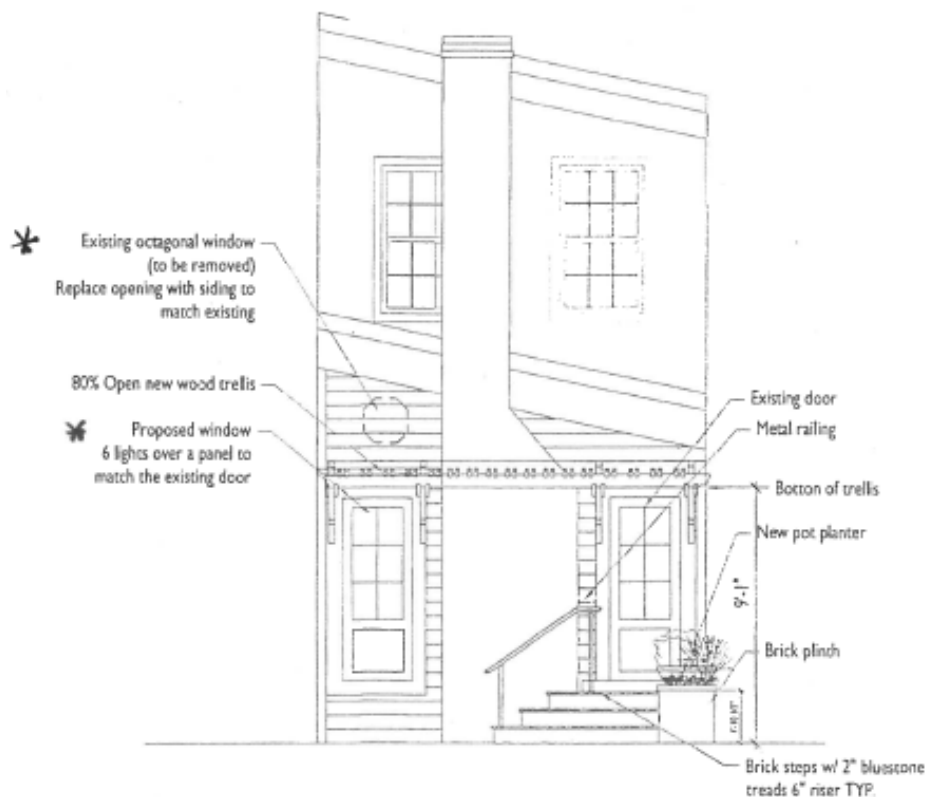 Existing octagonal window
(to be removed)
Replace opening with siding to
match existing
80% Open new wood trellis
Proposed window
6 lights over a panel to
match the existing door
Existing door
Metal railing
Botton of trellis
New pot planter
9'-1"
Brick plinth
Brick steps w/ 2" bluestone
treads 6" riser TYP.